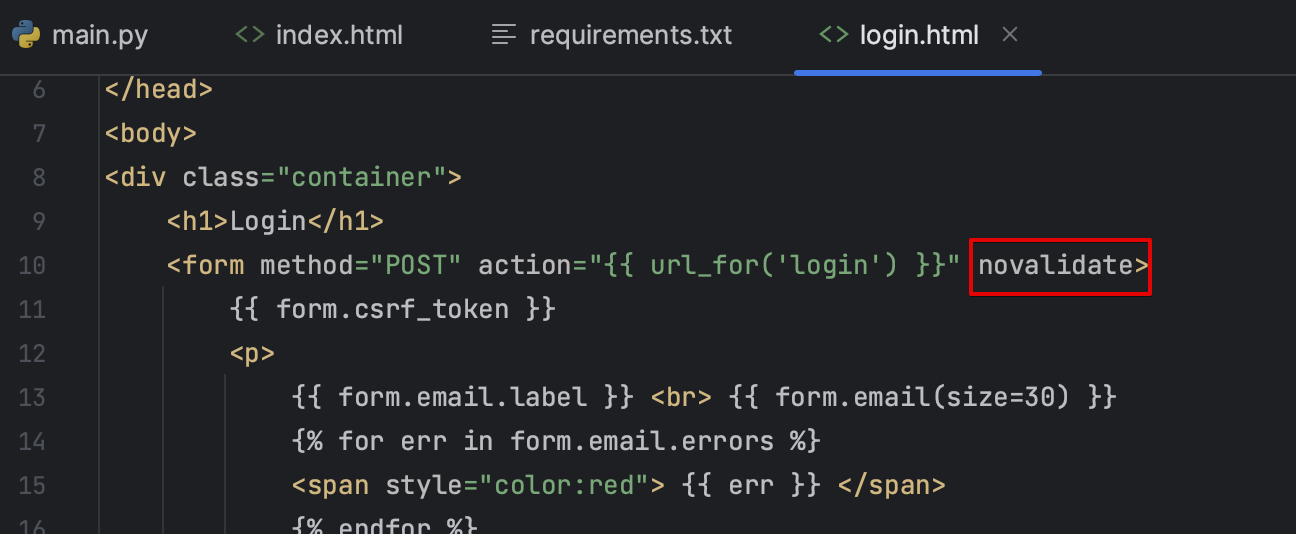 main.py index.html requirements.txt login.html ×
6 </head>
7 <body>
8 <div class="container">
9 <h1>Login</h1>
10 <form method="POST" action="{{ url_for('login') }}" novalidate>
11 {{ form.csrf_token }}
12 <p>
13 {{ form.email.label }} <br> {{ form.email(size=30) }}
14 {% for err in form.email.errors %}
15 <span style="color:red"> {{ err }} </span>
16 {% endfor %}